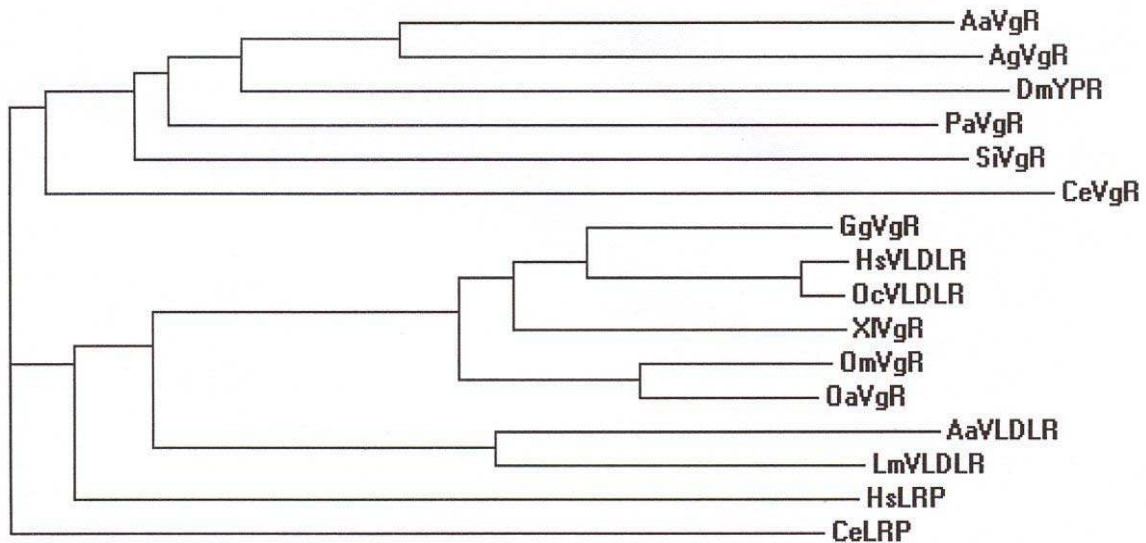 AaVgR
AgVgR
DmYPR
PaVgR
SiVgR
CeVgR
GgVgR
HsVLDLR
OcVLDLR
XlVgR
OmVgR
OaVgR
AaVLDLR
LmVLDLR
HsLRP
CeLRP